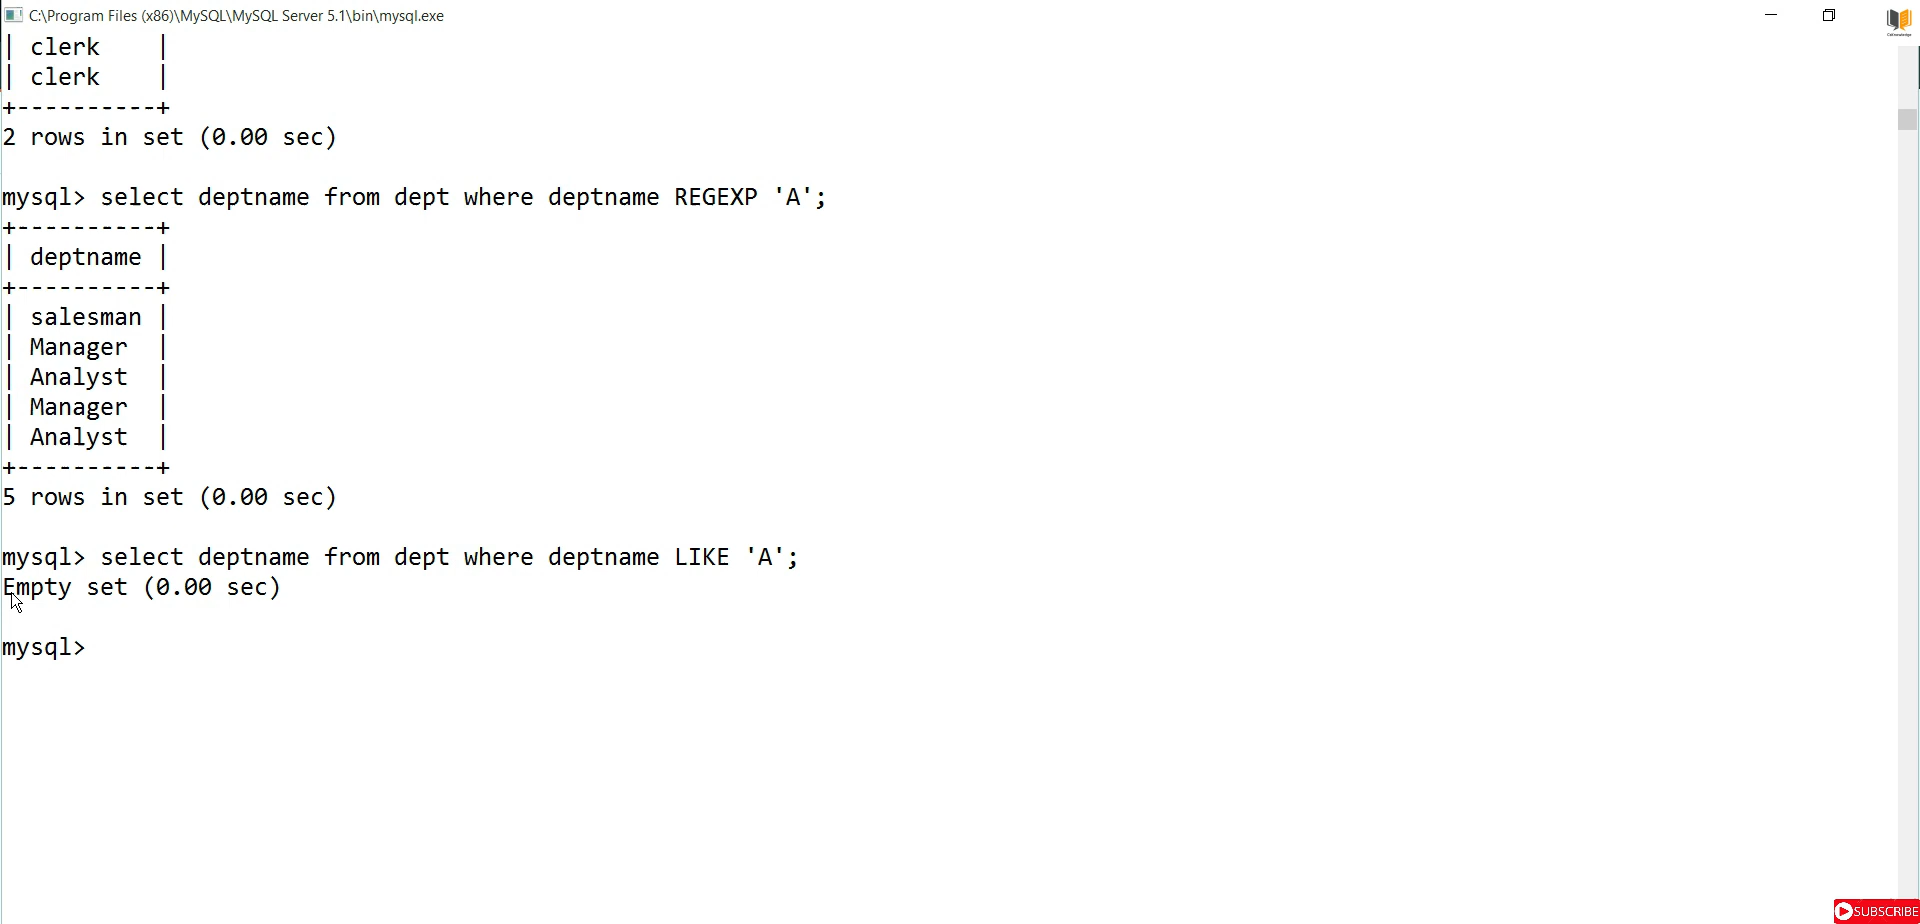 C:\Program Files (x86)\MySQL\MySQL Server 5.1\bin\mysql.exe
| clerk    |
| clerk    |
+----------+
2 rows in set (0.00 sec)
mysql> select deptname from dept where deptname REGEXP 'A';
+----------+
| deptname |
+----------+
| salesman |
| Manager  |
| Analyst  |
| Manager  |
| Analyst  |
+----------+
5 rows in set (0.00 sec)
mysql> select deptname from dept where deptname LIKE 'A';
Empty set (0.00 sec)
mysql>
SUBSCRIBE